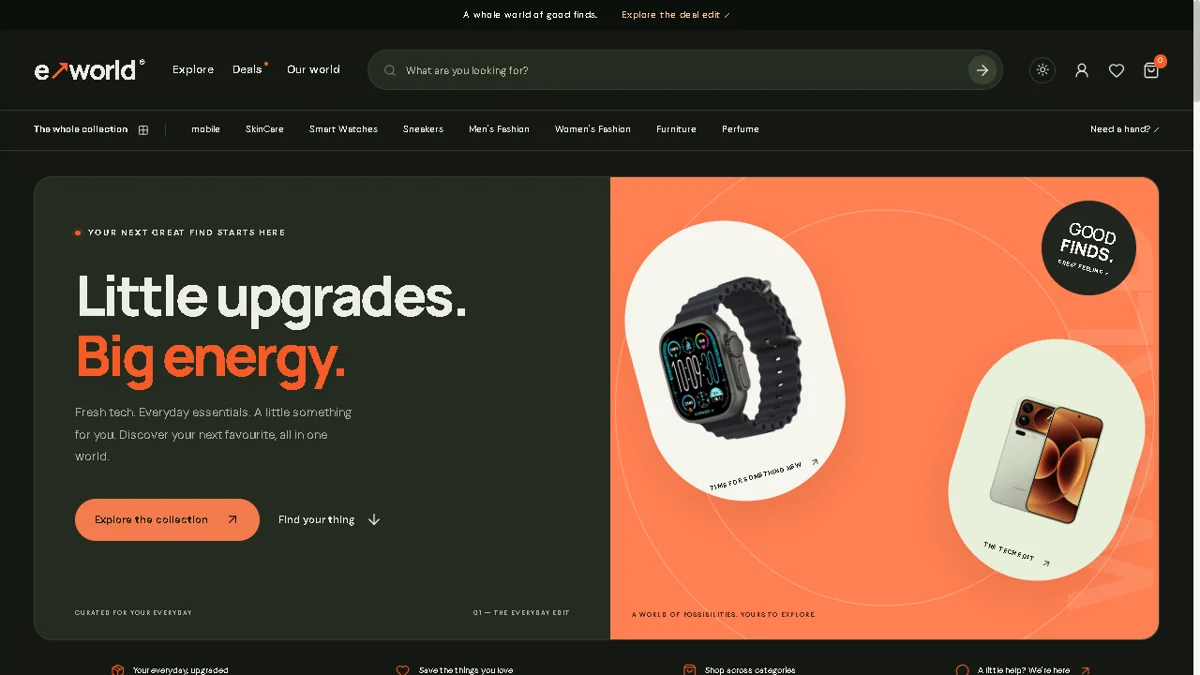 A whole world of good finds. Explore the deal edit ↗
e↗world®
Explore Deals Our world
What are you looking for?
0
The whole collection
mobile SkinCare Smart Watches Sneakers Men's Fashion Women's Fashion Furniture Perfume
Need a hand? ↗
YOUR NEXT GREAT FIND STARTS HERE
Little upgrades.
Big energy.
Fresh tech. Everyday essentials. A little something
for you. Discover your next favourite, all in one
world.
Explore the collection
Find your thing
CURATED FOR YOUR EVERYDAY
01 — THE EVERYDAY EDIT
GOOD
FINDS.
GREAT FEELING ↗
10:09
TIME FOR SOMETHING NEW
THE TECH EDIT
A WORLD OF POSSIBILITIES. YOURS TO EXPLORE.
Your everyday, upgraded
Save the things you love
Shop across categories
A little help? We're here